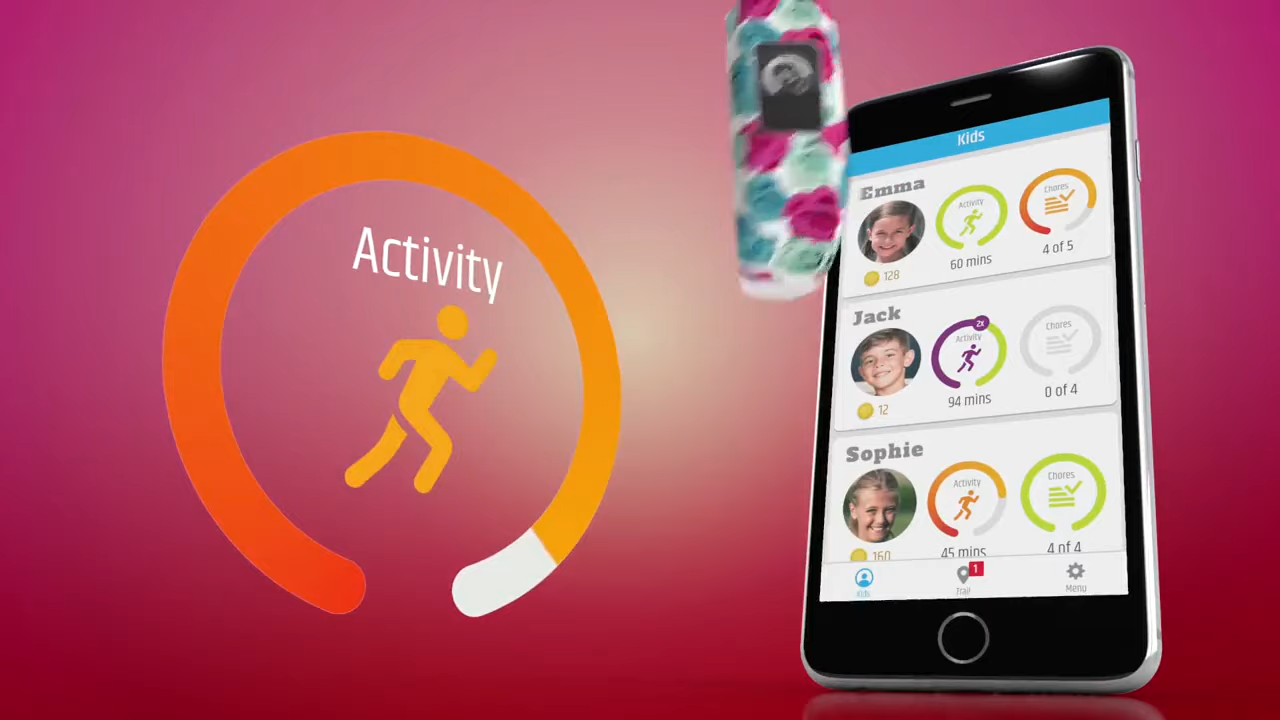 Activity
Kids
Emma
Activity
Chores
60 mins
4 of 5
128
Jack
2x
Activity
Chores
94 mins
0 of 4
12
Sophie
Activity
Chores
160
45 mins
4 of 4
1
Kids
Trail
Menu